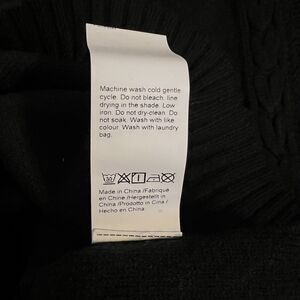 Machine wash cold gentle
cycle. Do not bleach. line
drying in the shade. Low
iron. Do not dry-clean. Do
not soak. Wash with like
colour. Wash with laundry
bag.
30
Made in China /Fabriqué
en Chine /Hergestellt in
China /Prodotto in Cina /
Hecho en China